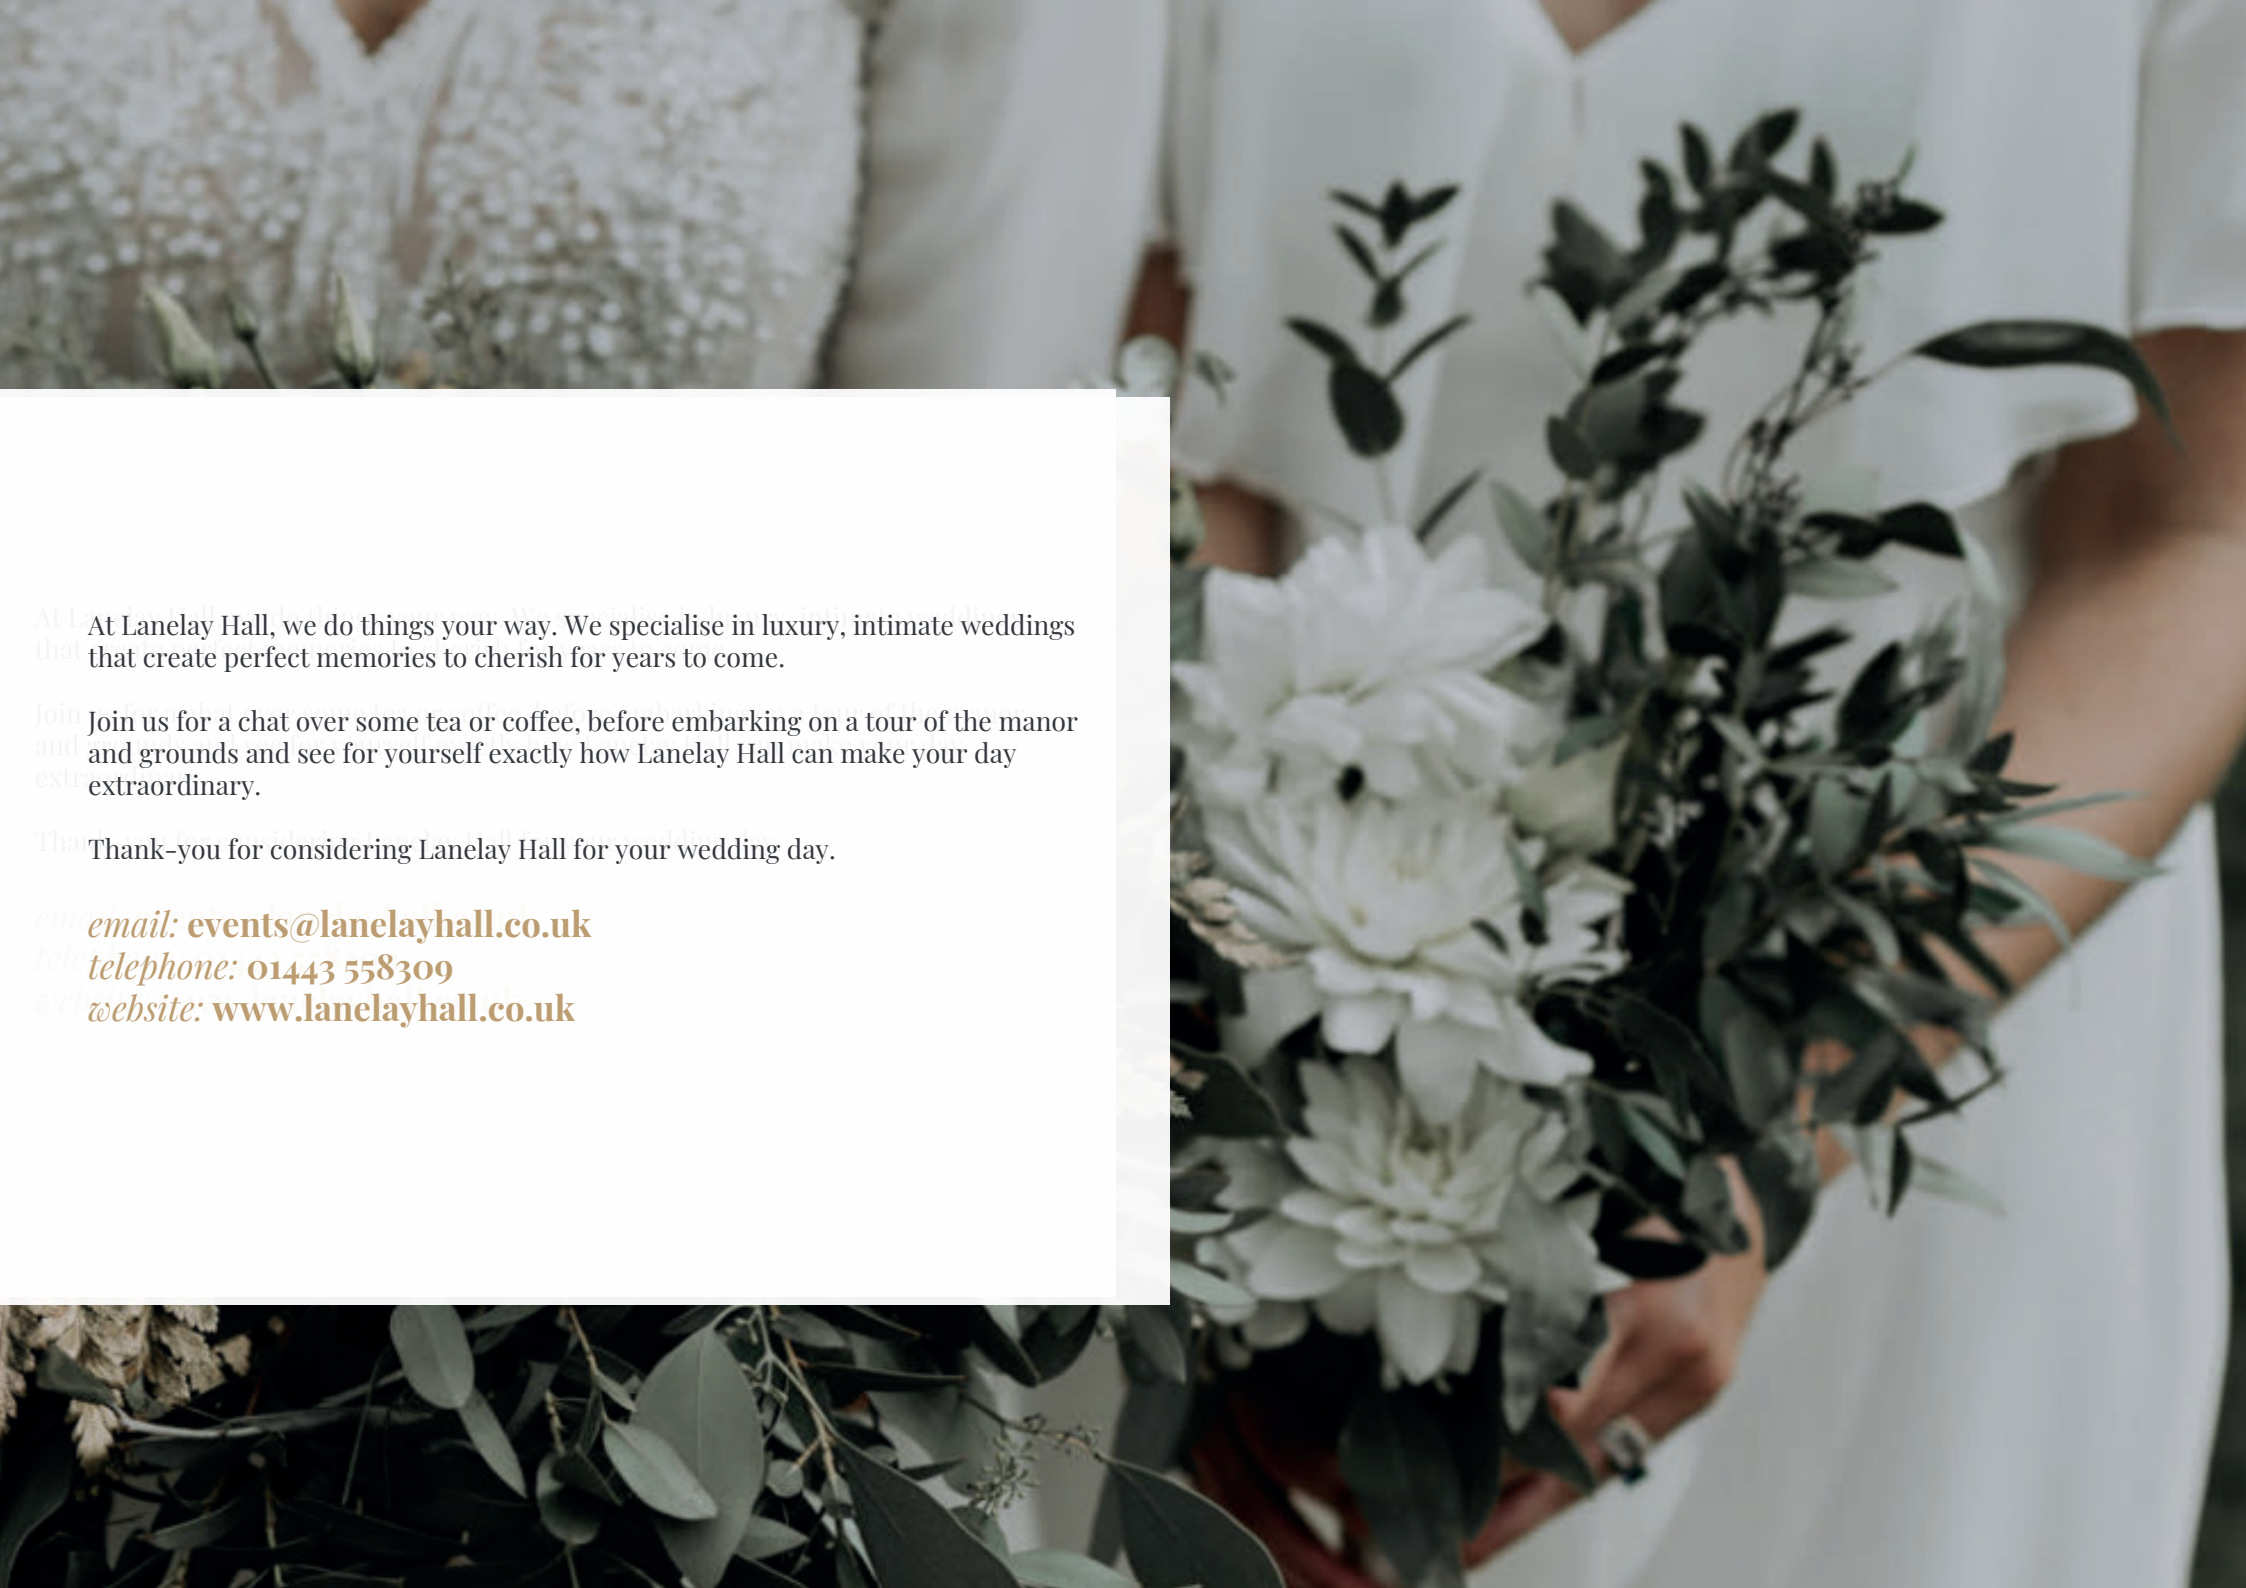 At Lanelay Hall, we do things your way. We specialise in luxury, intimate weddings
that create perfect memories to cherish for years to come.
Join us for a chat over some tea or coffee, before embarking on a tour of the manor
and grounds and see for yourself exactly how Lanelay Hall can make your day
extraordinary.
Thank-you for considering Lanelay Hall for your wedding day.
email: events@lanelayhall.co.uk
telephone: 01443 558309
website: www.lanelayhall.co.uk